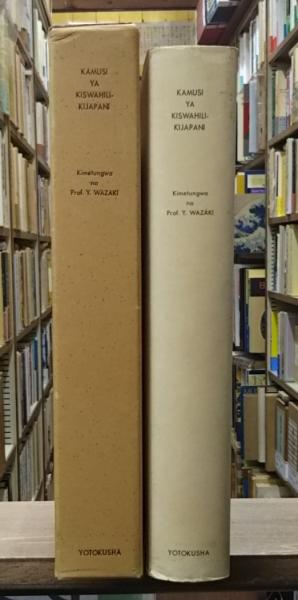 KAMUSI
YA
KISWAHILI-
KIJAPANI
Kimetungwa
na
Prof. Y. WAZAKI
YOTOKUSHA
KAMUSI
YA
KISWAHILI-
KIJAPANI
Kimetungwa
na
Prof. Y. WAZAKI
YOTOKUSHA